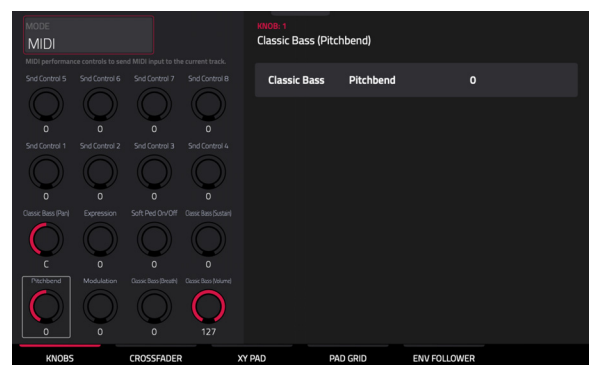 MODE
MIDI
MIDI performance controls to send MIDI input to the current track.
Snd Control 5 Snd Control 6 Snd Control 7 Snd Control 8
0 0 0 0
Snd Control 1 Snd Control 2 Snd Control 3 Snd Control 4
0 0 0 0
Classic Bass (Pan) Expression Soft Ped On/Off Classic Bass (Sustain)
C 0 0 0
Pitchbend Modulation Classic Bass (Breath) Classic Bass (Volume)
0 0 0 127
KNOB: 1
Classic Bass (Pitchbend)
Classic Bass Pitchbend 0
KNOBS CROSSFADER XY PAD PAD GRID ENV FOLLOWER